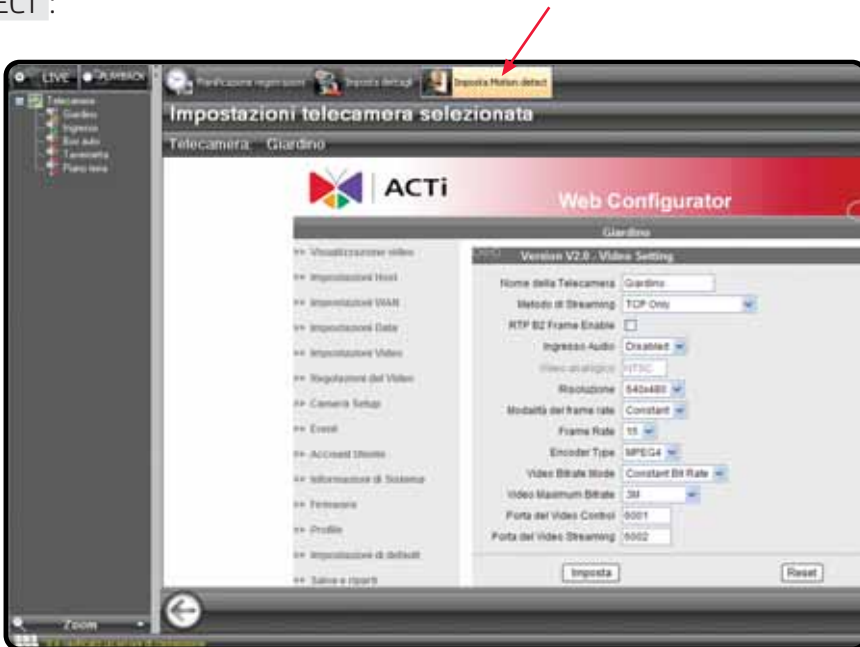 ECT :
LIVE PLAYBACK
Pianificazione registrazioni Imposta dettagli Imposta Motion detect
Telecamere
Giardino
Ingresso
Box auto
Tavernetta
Piano terra
Impostazioni telecamera selezionata
Telecamera: Giardino
ACTi
Web Configurator
Giardino
>> Visualizzazione video
>> Impostazioni Host
>> Impostazioni WAN
>> Impostazioni Data
>> Impostazioni Video
>> Regolazioni del Video
>> Camera Setup
>> Event
>> Account Utente
>> Informazioni di Sistema
>> Firmware
>> Profile
>> Impostazioni di default
>> Salva e riparti
Version V2.0 - Video Setting
Nome della Telecamera Giardino
Metodo di Streaming TCP Only
RTP B2 Frame Enable
Ingresso Audio Disabled
Video analogico NTSC
Risoluzione 640x480
Modalità del frame rate Constant
Frame Rate 15
Encoder Type MPEG4
Video Bitrate Mode Constant Bit Rate
Video Maximum Bitrate 3M
Porta del Video Control 6001
Porta del Video Streaming 6002
Imposta Reset
Zoom